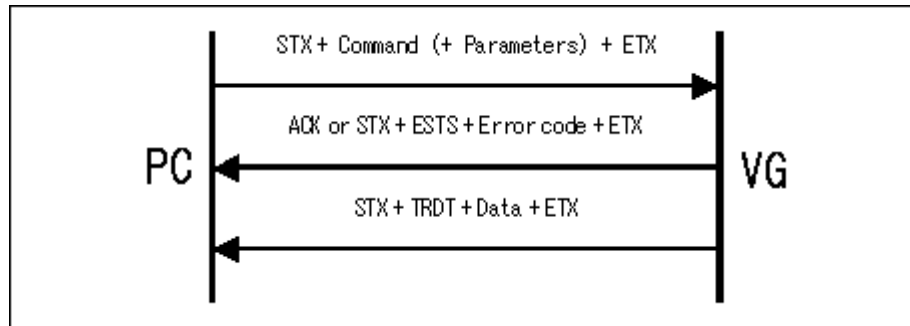 STX + Command (+ Parameters) + ETX
ACK or STX + ESTS + Error code + ETX
PC
VG
STX + TRDT + Data + ETX